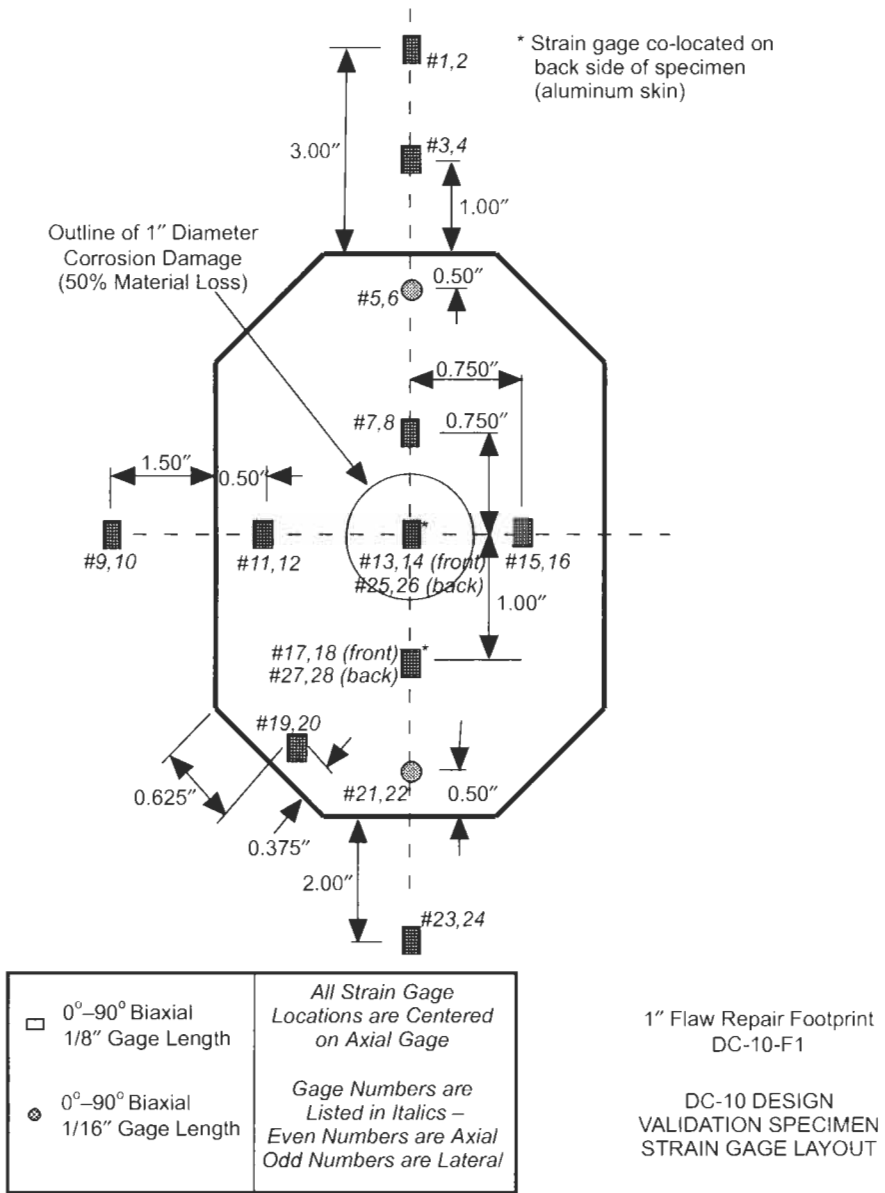 * Strain gage co-located on
back side of specimen
(aluminum skin)
#1,2
#3,4
3.00″
1.00″
Outline of 1″ Diameter
Corrosion Damage
(50% Material Loss)
0.50″
#5,6
0.750″
#7,8
0.750″
1.50″
0.50″
*
#9,10
#11,12
#13,14 (front)
#15,16
#25,26 (back)
1.00″
#17,18 (front)
*
#27,28 (back)
#19,20
0.625″
#21,22
0.50″
0.375″
2.00″
#23,24
0°–90° Biaxial
1/8″ Gage Length
All Strain Gage
Locations are Centered
on Axial Gage
0°–90° Biaxial
1/16″ Gage Length
Gage Numbers are
Listed in Italics –
Even Numbers are Axial
Odd Numbers are Lateral
1″ Flaw Repair Footprint
DC-10-F1
DC-10 DESIGN
VALIDATION SPECIMEN
STRAIN GAGE LAYOUT